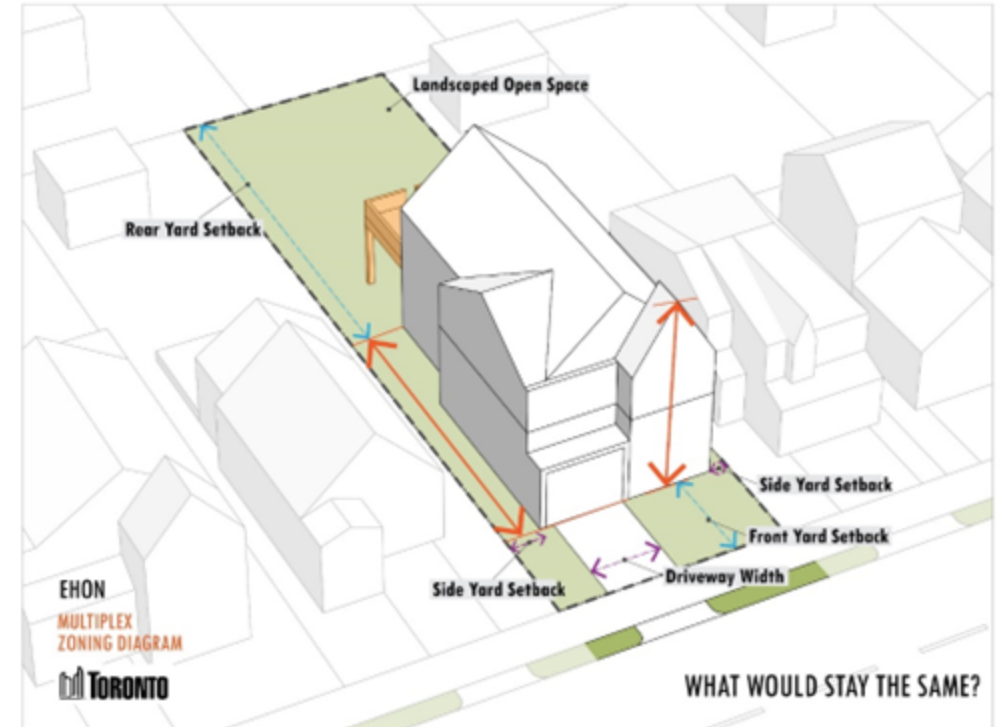 Landscaped Open Space
Rear Yard Setback
Side Yard Setback
Front Yard Setback
Driveway Width
Side Yard Setback
EHON
MULTIPLEX
ZONING DIAGRAM
TORONTO
WHAT WOULD STAY THE SAME?